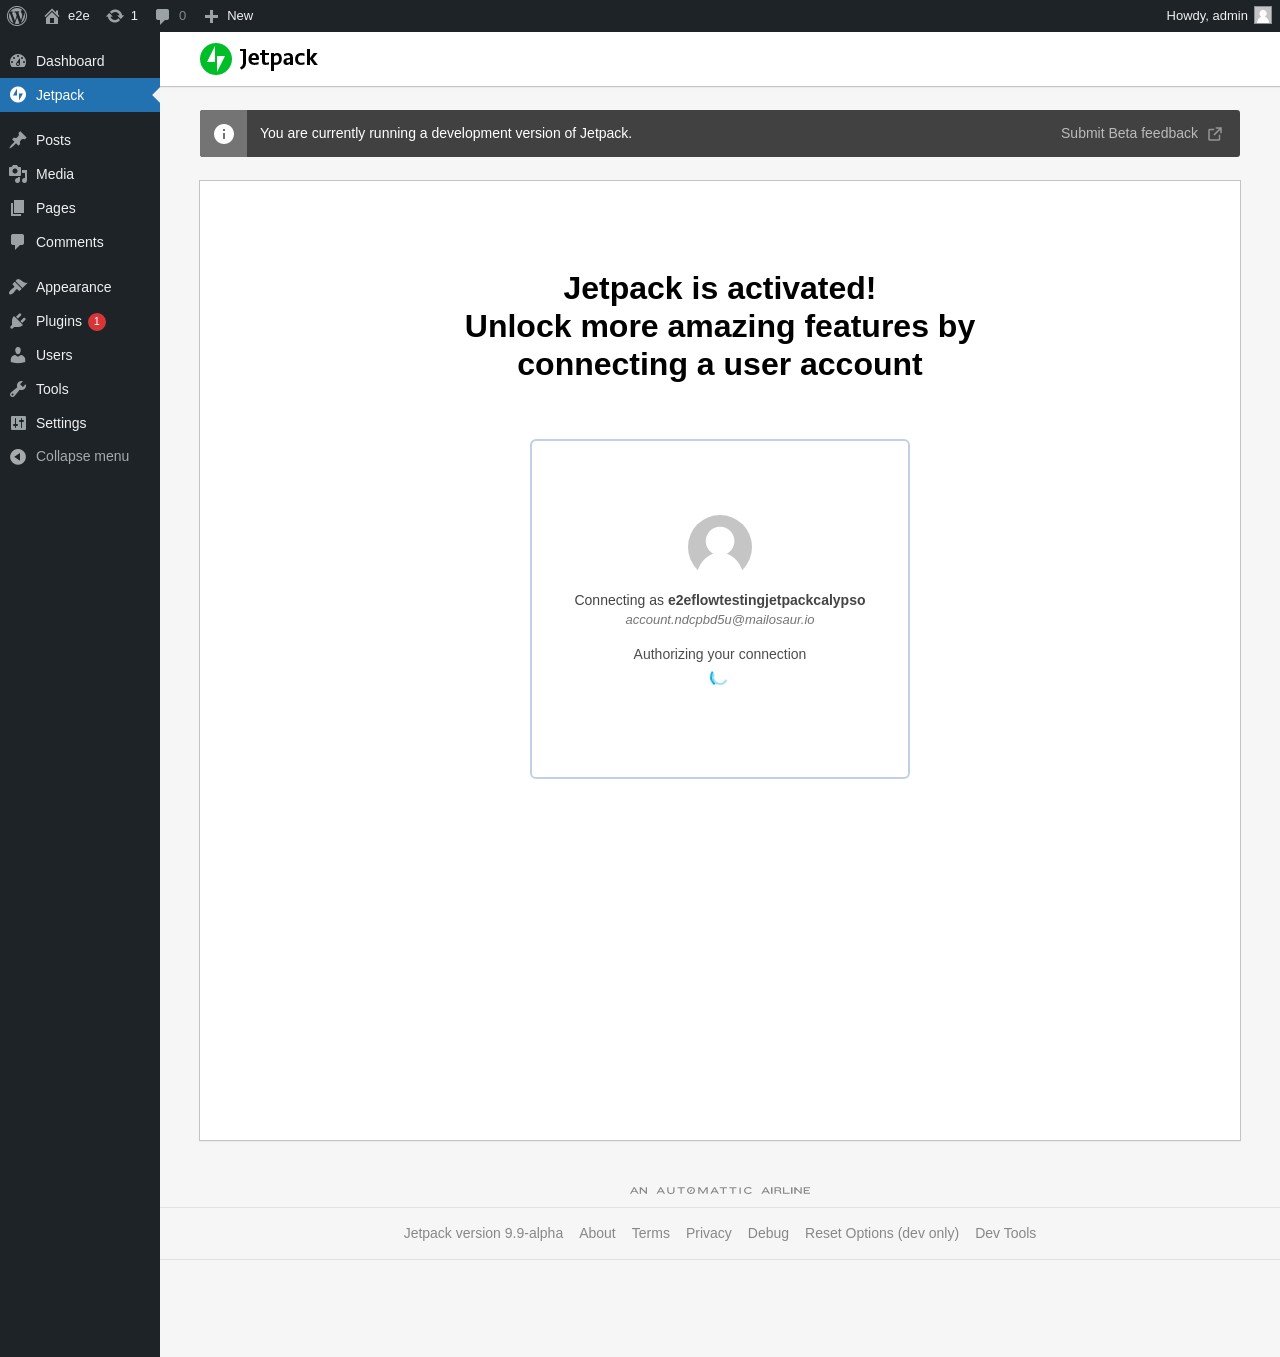 e2e 1 0 New Howdy, admin
Dashboard
Jetpack
Posts
Media
Pages
Comments
Appearance
Plugins 1
Users
Tools
Settings
Collapse menu
Jetpack
You are currently running a development version of Jetpack. Submit Beta feedback
Jetpack is activated!
Unlock more amazing features by
connecting a user account
Connecting as e2eflowtestingjetpackcalypso
account.ndcpbd5u@mailosaur.io
Authorizing your connection
AN AUTOMATTIC AIRLINE
Jetpack version 9.9-alpha About Terms Privacy Debug Reset Options (dev only) Dev Tools